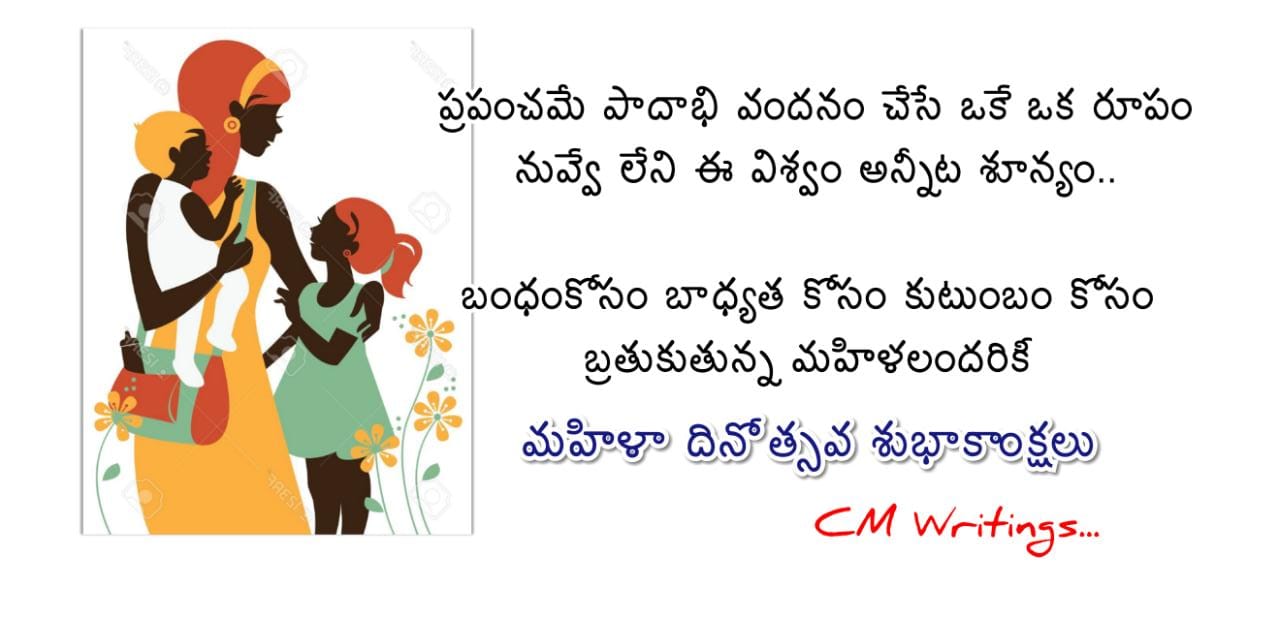 ప్రపంచమే పాదాభి వందనం చేసే ఒకే ఒక రూపం
నువ్వే లేని ఈ విశ్వం అన్నీట శూన్యం..
బంధంకోసం బాధ్యత కోసం కుటుంబం కోసం
బ్రతుకుతున్న మహిళలందరికీ
మహిళా దినోత్సవ శుభాకాంక్షలు
CM Writings...